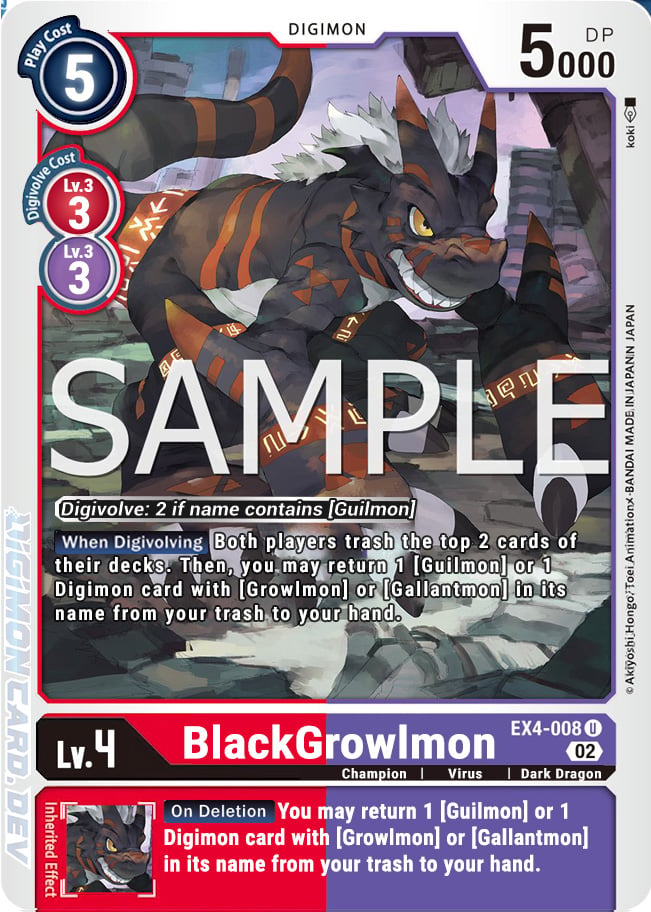 DIGIMON
Play Cost
5
DP
5000
koki
Digivolve Cost
Lv.3
3
Lv.3
3
SAMPLE
Digivolve: 2 if name contains [Guilmon]
When Digivolving Both players trash the top 2 cards of
their decks. Then, you may return 1 [Guilmon] or 1
Digimon card with [Growlmon] or [Gallantmon] in its
name from your trash to your hand.
© Akiyoshi Hongo, Toei Animation ・BANDAI MADE IN JAPAN IN JAPAN
DIGIMONCARD.DEV
Lv.4
BlackGrowlmon
EX4-008 U
02
Champion | Virus | Dark Dragon
Inherited Effect
On Deletion You may return 1 [Guilmon] or 1
Digimon card with [Growlmon] or [Gallantmon]
in its name from your trash to your hand.